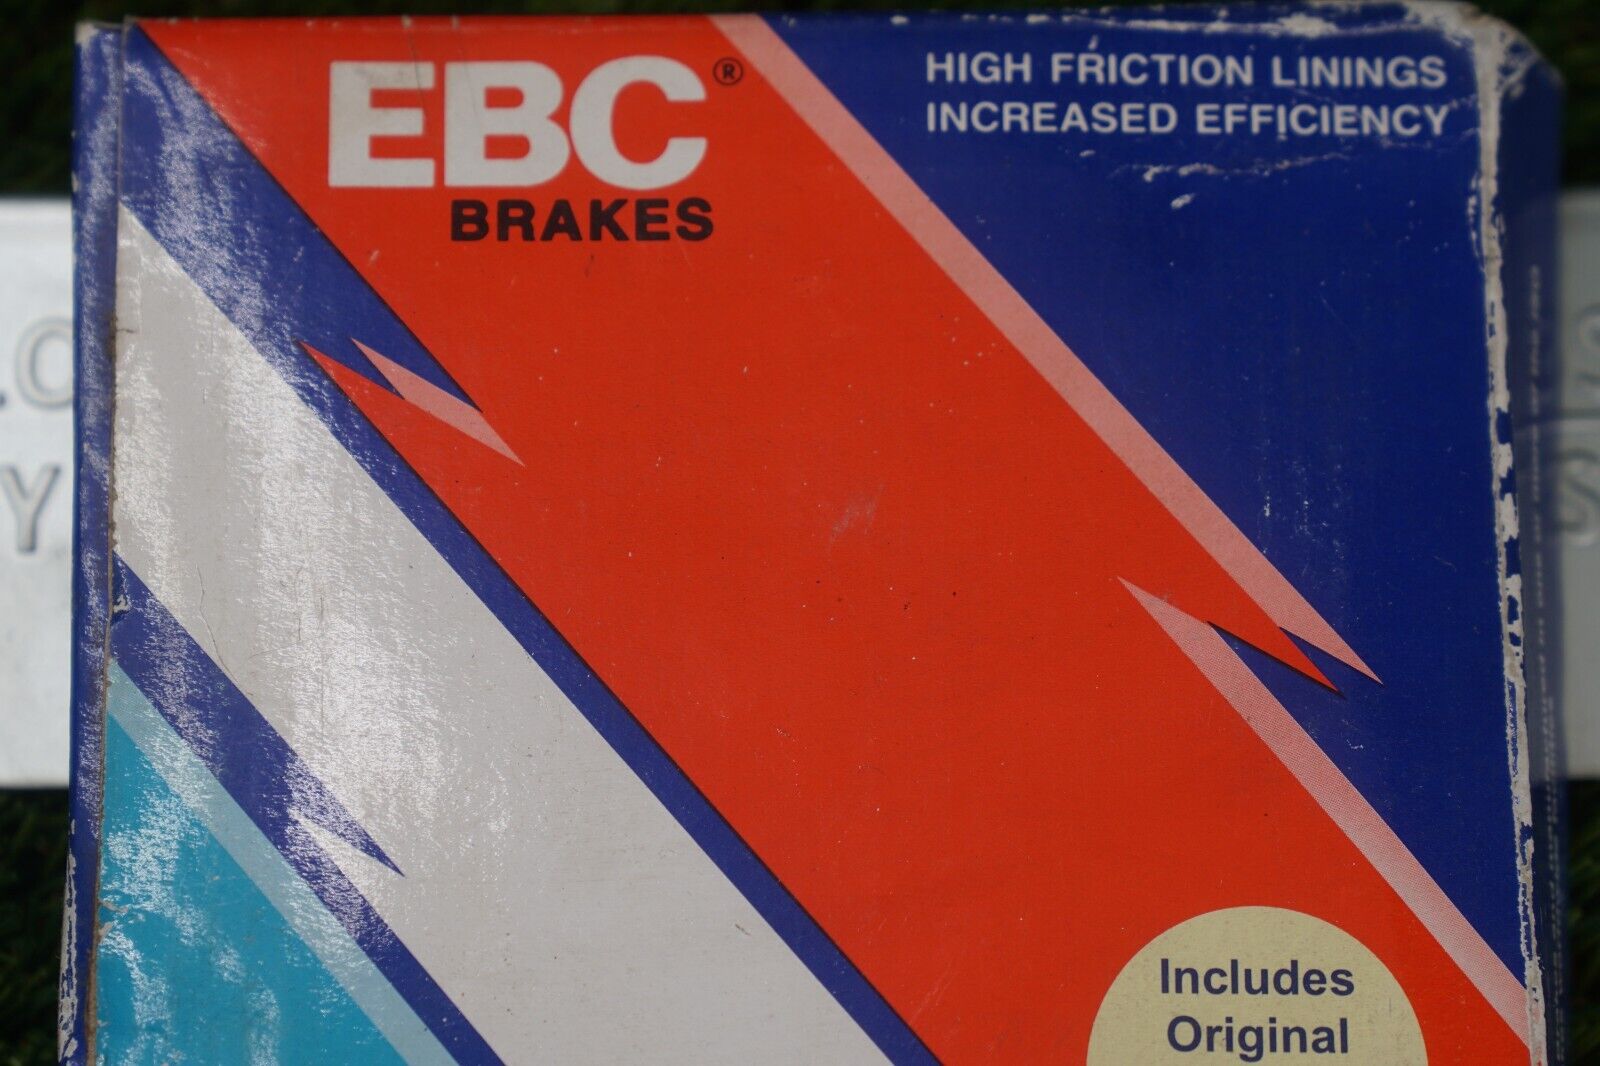 EBC®
BRAKES
HIGH FRICTION LININGS
INCREASED EFFICIENCY
Includes
Original